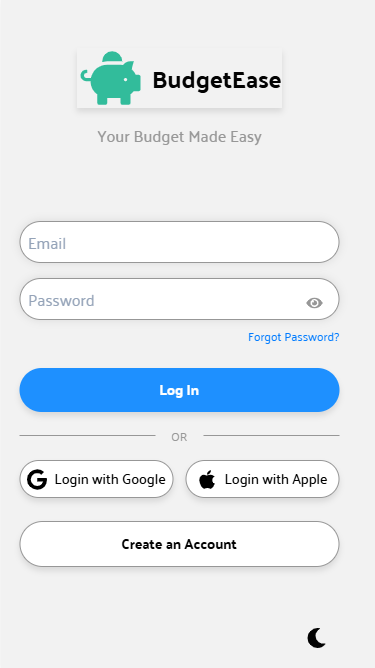 BudgetEase
Your Budget Made Easy
Email
Password
Forgot Password?
Log In
OR
Login with Google
Login with Apple
Create an Account